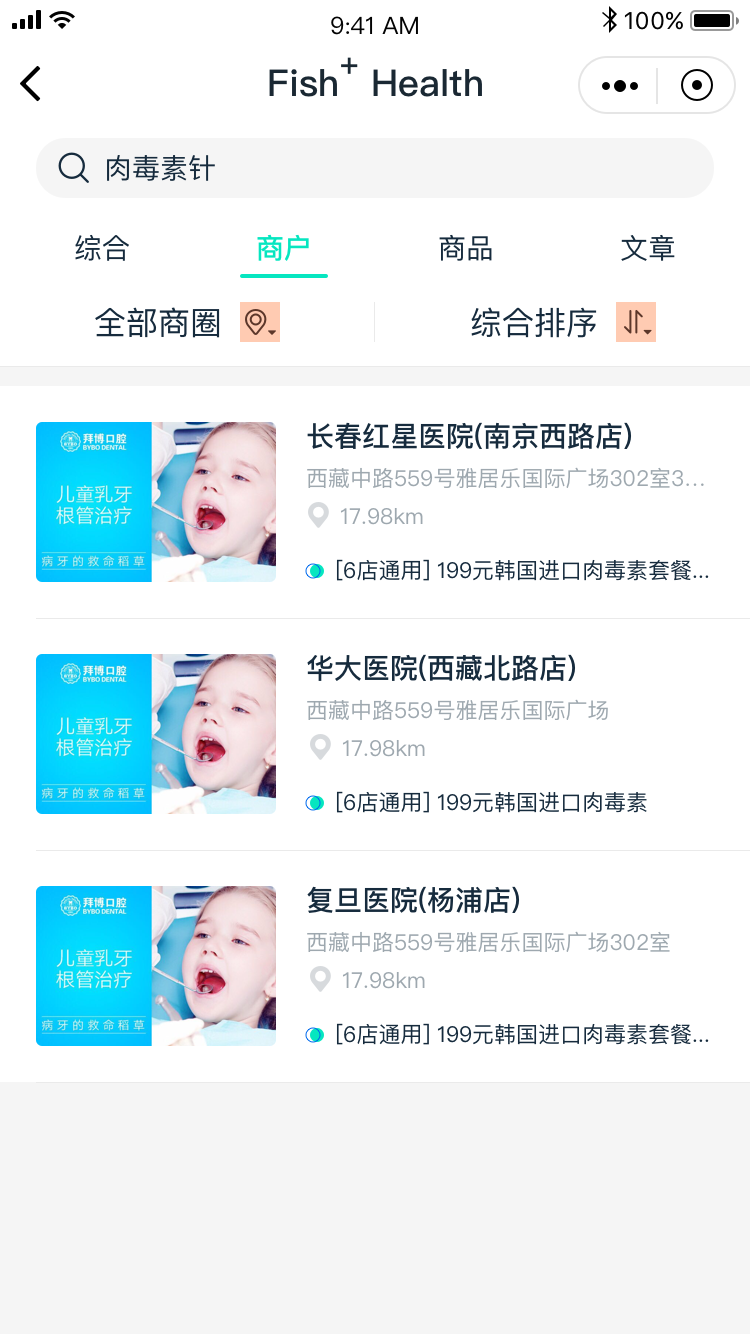 9:41 AM
100%
Fish+ Health
肉毒素针
综合
商户
商品
文章
全部商圈
综合排序
拜博口腔
BYBO DENTAL
儿童乳牙
根管治疗
病牙的救命稻草
长春红星医院(南京西路店)
西藏中路559号雅居乐国际广场302室3...
17.98km
[6店通用] 199元韩国进口肉毒素套餐...
拜博口腔
BYBO DENTAL
儿童乳牙
根管治疗
病牙的救命稻草
华大医院(西藏北路店)
西藏中路559号雅居乐国际广场
17.98km
[6店通用] 199元韩国进口肉毒素
拜博口腔
BYBO DENTAL
儿童乳牙
根管治疗
病牙的救命稻草
复旦医院(杨浦店)
西藏中路559号雅居乐国际广场302室
17.98km
[6店通用] 199元韩国进口肉毒素套餐...